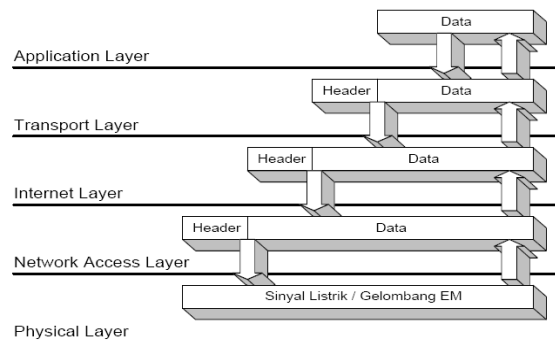 Data
Application Layer
Header Data
Transport Layer
Header Data
Internet Layer
Header Data
Network Access Layer
Sinyal Listrik / Gelombang EM
Physical Layer